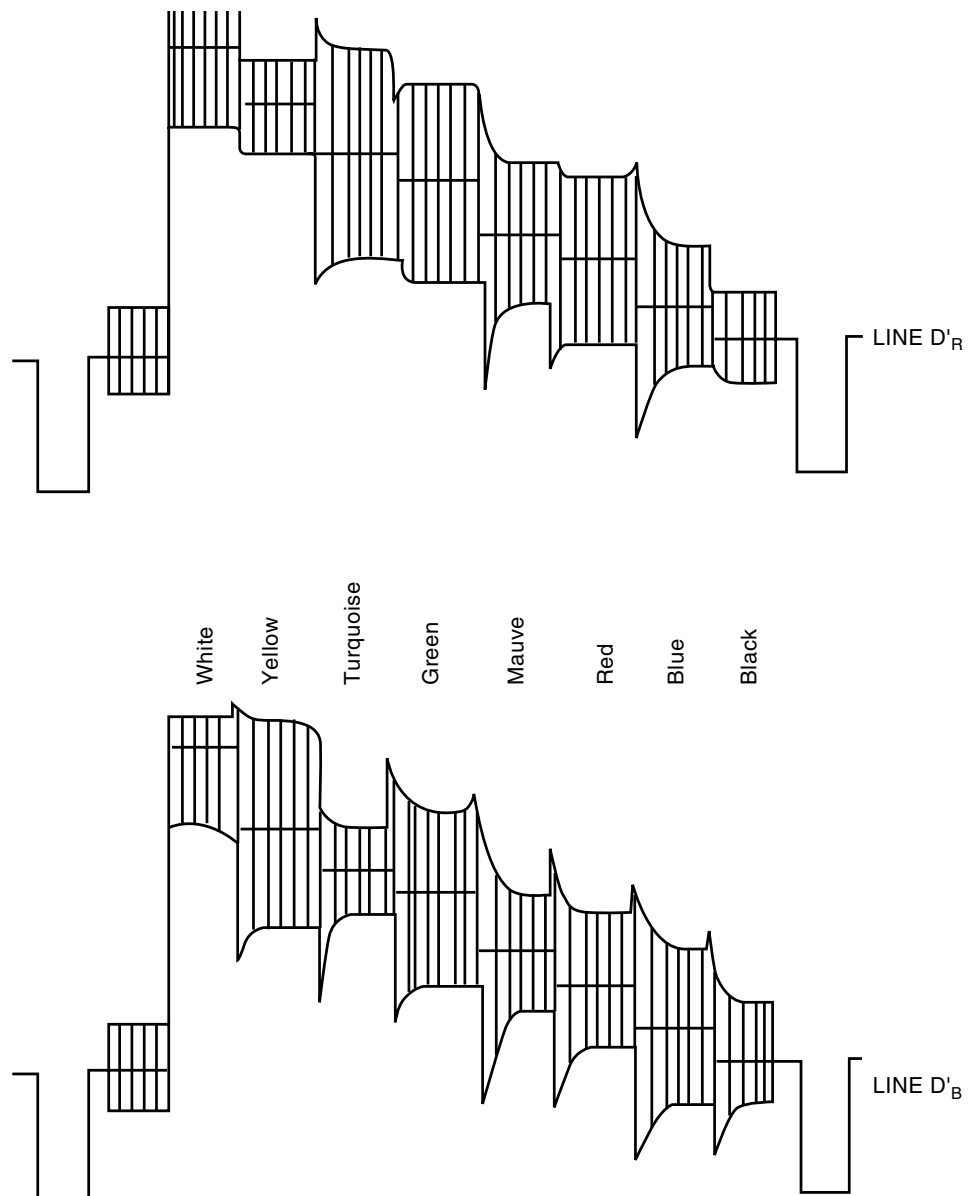 LINE D'R
White
Yellow
Turquoise
Green
Mauve
Red
Blue
Black
LINE D'B